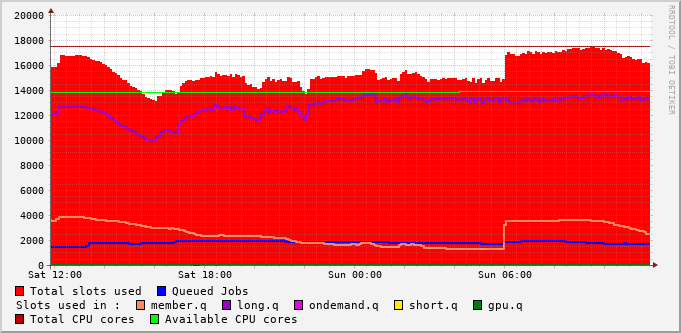 20000
18000
16000
14000
12000
10000
8000
6000
4000
2000
0
Sat 12:00 Sat 18:00 Sun 00:00 Sun 06:00
Total slots used Queued Jobs
Slots used in : member.q long.q ondemand.q short.q gpu.q
Total CPU cores Available CPU cores
RRDTOOL / TOBI OETIKER